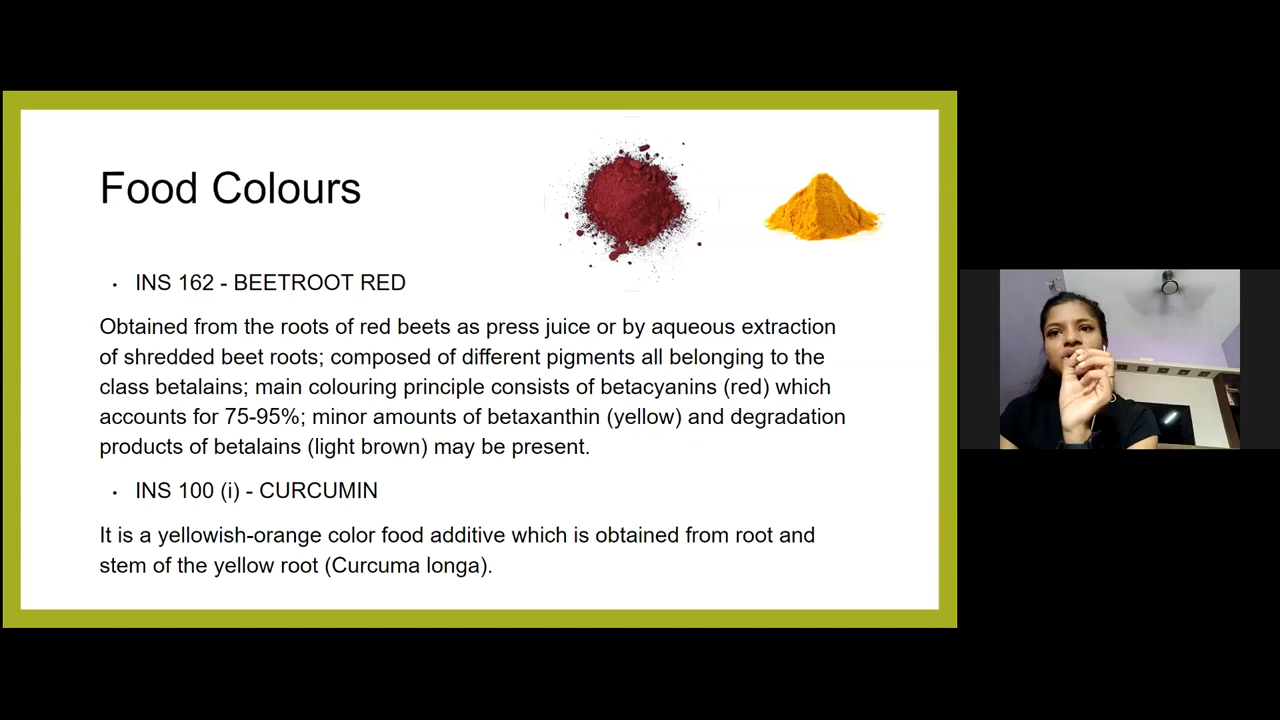 Food Colours
• INS 162 - BEETROOT RED
Obtained from the roots of red beets as press juice or by aqueous extraction
of shredded beet roots; composed of different pigments all belonging to the
class betalains; main colouring principle consists of betacyanins (red) which
accounts for 75-95%; minor amounts of betaxanthin (yellow) and degradation
products of betalains (light brown) may be present.
• INS 100 (i) - CURCUMIN
It is a yellowish-orange color food additive which is obtained from root and
stem of the yellow root (Curcuma longa).